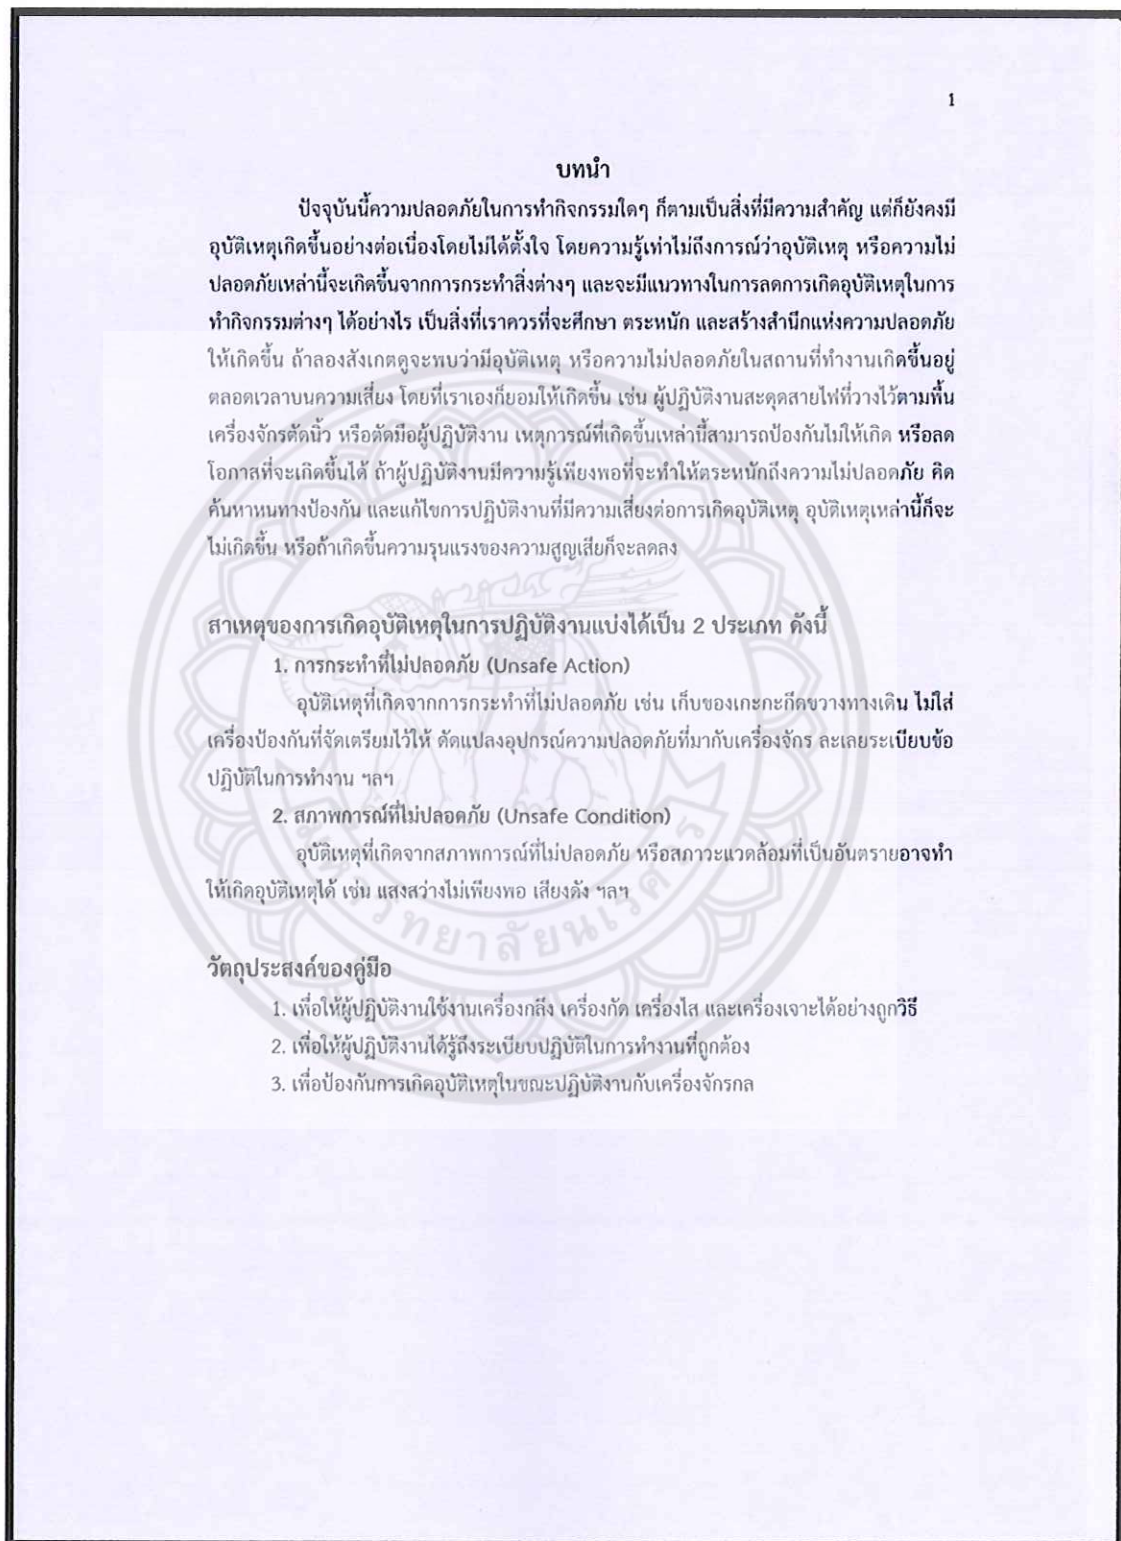 1
บทนำ
ปัจจุบันนี้ความปลอดภัยในการทำกิจกรรมใดๆ ก็ตามเป็นสิ่งที่มีความสำคัญ แต่ก็ยังคงมี
อุบัติเหตุเกิดขึ้นอย่างต่อเนื่องโดยไม่ได้ตั้งใจ โดยความรู้เท่าไม่ถึงการณ์ว่าอุบัติเหตุ หรือความไม่
ปลอดภัยเหล่านี้จะเกิดขึ้นจากการกระทำสิ่งต่างๆ และจะมีแนวทางในการลดการเกิดอุบัติเหตุในการ
ทำกิจกรรมต่างๆ ได้อย่างไร เป็นสิ่งที่เราควรที่จะศึกษา ตระหนัก และสร้างสำนึกแห่งความปลอดภัย
ให้เกิดขึ้น ถ้าลองสังเกตดูจะพบว่ามีอุบัติเหตุ หรือความไม่ปลอดภัยในสถานที่ทำงานเกิดขึ้นอยู่
ตลอดเวลาบนความเสี่ยง โดยที่เราเองก็ยอมให้เกิดขึ้น เช่น ผู้ปฏิบัติงานสะดุดสายไฟที่วางไว้ตามพื้น
เครื่องจักรตัดนิ้ว หรือตัดมือผู้ปฏิบัติงาน เหตุการณ์ที่เกิดขึ้นเหล่านี้สามารถป้องกันไม่ให้เกิด หรือลด
โอกาสที่จะเกิดขึ้นได้ ถ้าผู้ปฏิบัติงานมีความรู้เพียงพอที่จะทำให้ตระหนักถึงความไม่ปลอดภัย คิด
ค้นหาหนทางป้องกัน และแก้ไขการปฏิบัติงานที่มีความเสี่ยงต่อการเกิดอุบัติเหตุ อุบัติเหตุเหล่านี้ก็จะ
ไม่เกิดขึ้น หรือถ้าเกิดขึ้นความรุนแรงของความสูญเสียก็จะลดลง
สาเหตุของการเกิดอุบัติเหตุในการปฏิบัติงานแบ่งได้เป็น 2 ประเภท ดังนี้
1. การกระทำที่ไม่ปลอดภัย (Unsafe Action)
อุบัติเหตุที่เกิดจากการกระทำที่ไม่ปลอดภัย เช่น เก็บของเกะกะกีดขวางทางเดิน ไม่ใส่
เครื่องป้องกันที่จัดเตรียมไว้ให้ ดัดแปลงอุปกรณ์ความปลอดภัยที่มากับเครื่องจักร ละเลยระเบียบข้อ
ปฏิบัติในการทำงาน ฯลฯ
2. สภาพการณ์ที่ไม่ปลอดภัย (Unsafe Condition)
อุบัติเหตุที่เกิดจากสภาพการณ์ที่ไม่ปลอดภัย หรือสภาวะแวดล้อมที่เป็นอันตรายอาจทำ
ให้เกิดอุบัติเหตุได้ เช่น แสงสว่างไม่เพียงพอ เสียงดัง ฯลฯ
วัตถุประสงค์ของคู่มือ
1. เพื่อให้ผู้ปฏิบัติงานใช้งานเครื่องกลึง เครื่องกัด เครื่องไส และเครื่องเจาะได้อย่างถูกวิธี
2. เพื่อให้ผู้ปฏิบัติงานได้รู้ถึงระเบียบปฏิบัติในการทำงานที่ถูกต้อง
3. เพื่อป้องกันการเกิดอุบัติเหตุในขณะปฏิบัติงานกับเครื่องจักรกล
มหาวิทยาลัยนเรศวร